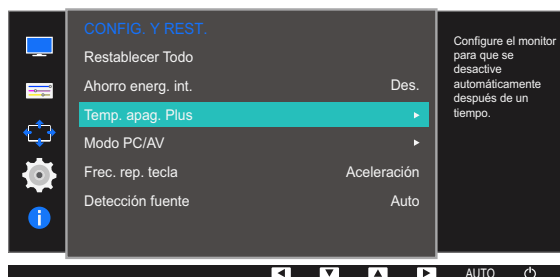 CONFIG. Y REST.
Restablecer Todo
Ahorro energ. int. Des.
Temp. apag. Plus
Modo PC/AV
Frec. rep. tecla Aceleración
Detección fuente Auto
Configure el monitor
para que se
desactive
automáticamente
después de un
tiempo.
AUTO